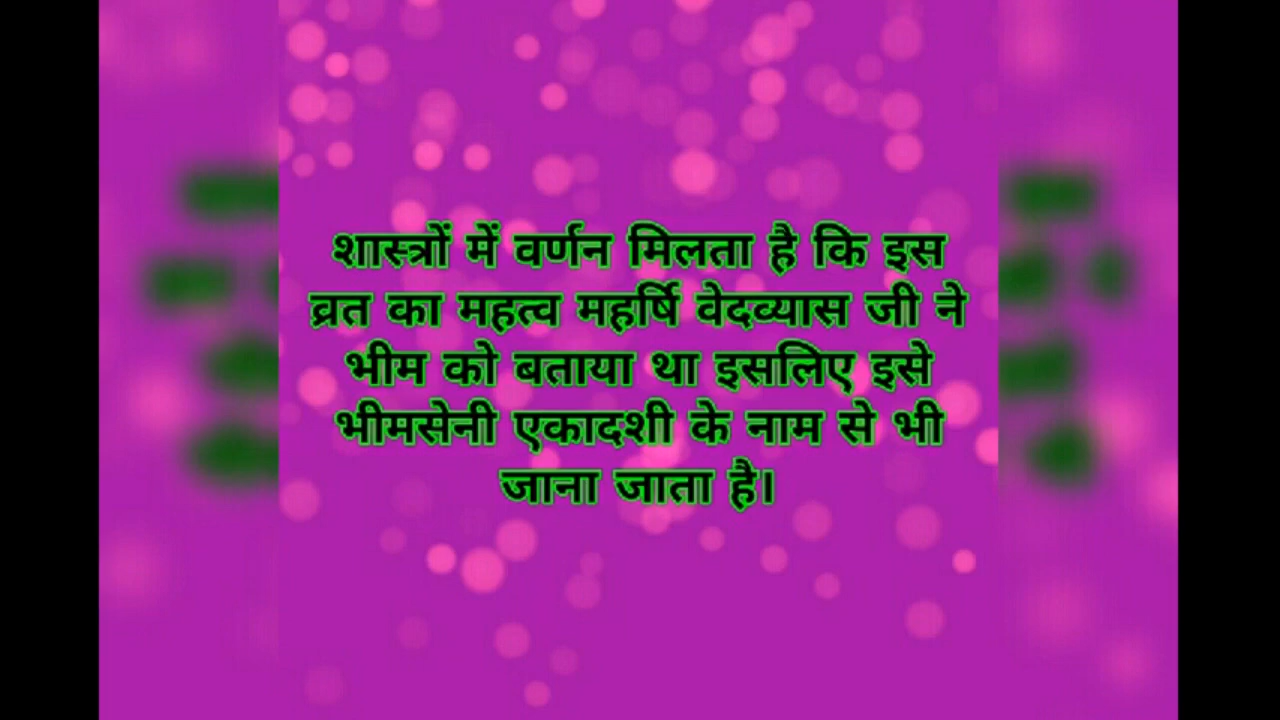 शास्त्रों में वर्णन मिलता है कि इस
व्रत का महत्व महर्षि वेदव्यास जी ने
भीम को बताया था इसलिए इसे
भीमसेनी एकादशी के नाम से भी
जाना जाता है।